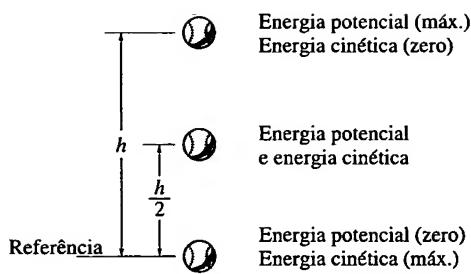 Energia potencial (máx.)
Energia cinética (zero)
Energia potencial
e energia cinética
h
h
2
Referência
Energia potencial (zero)
Energia cinética (máx.)